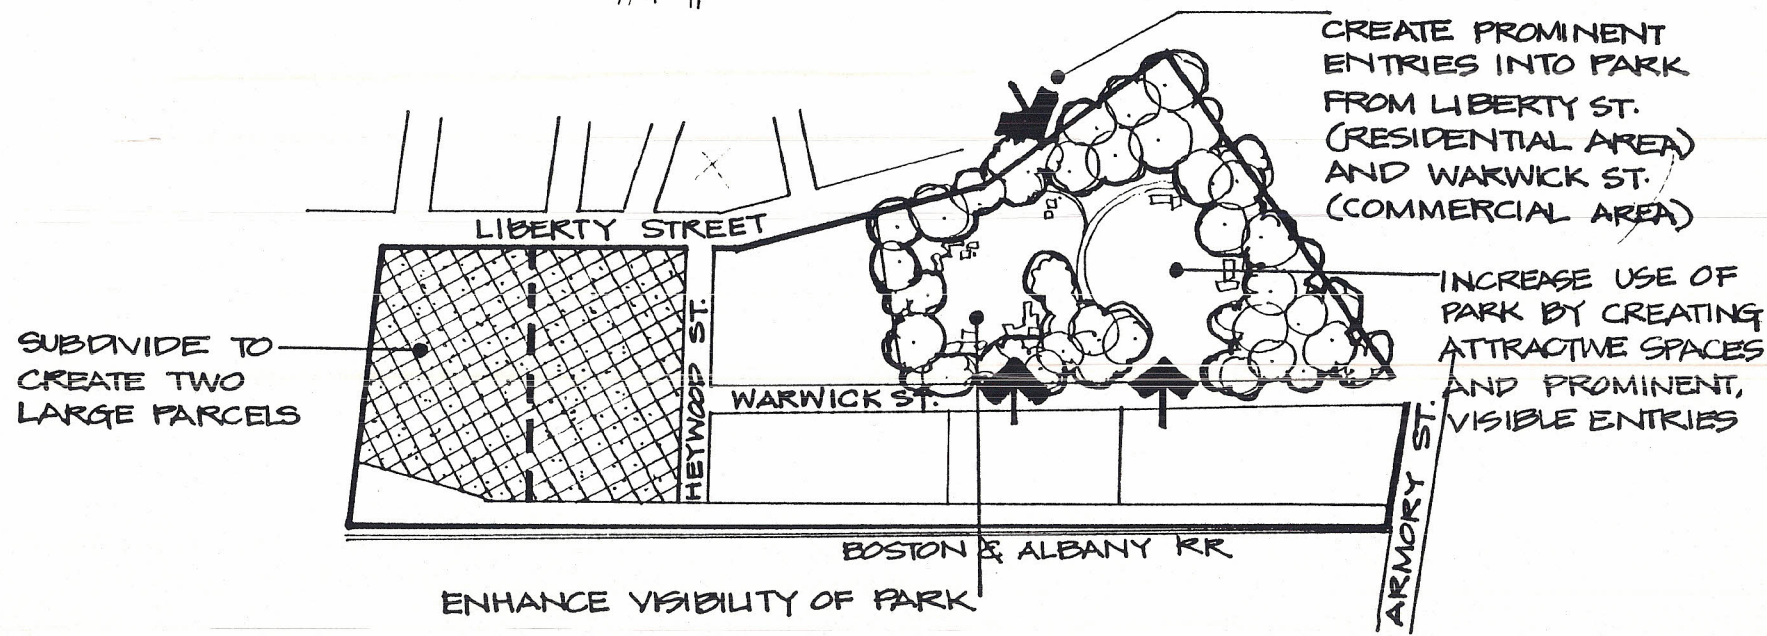 CREATE PROMINENT
ENTRIES INTO PARK
FROM LIBERTY ST.
(RESIDENTIAL AREA)
AND WARWICK ST.
(COMMERCIAL AREA)
LIBERTY STREET
INCREASE USE OF
PARK BY CREATING
ATTRACTIVE SPACES
AND PROMINENT,
VISIBLE ENTRIES
SUBDIVIDE TO
CREATE TWO
LARGE PARCELS
HEYWOOD ST.
WARWICK ST.
ARMORY ST.
BOSTON & ALBANY RR
ENHANCE VISIBILITY OF PARK